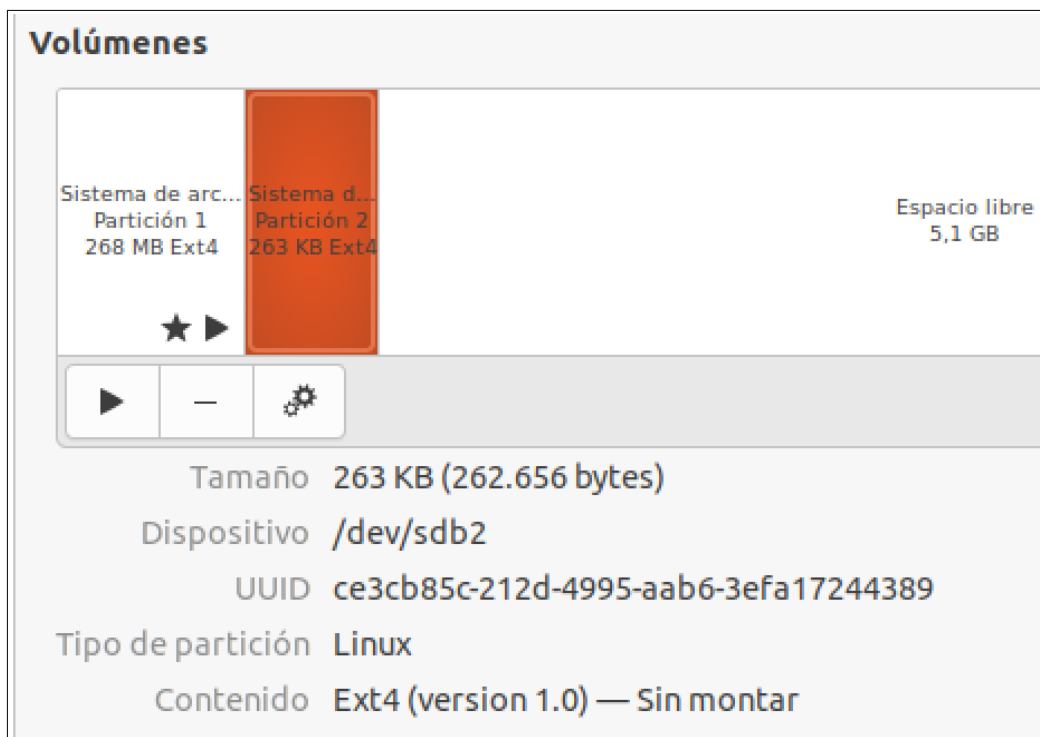 Volúmenes
Sistema de arc...
Partición 1
268 MB Ext4
Sistema d...
Partición 2
263 KB Ext4
Espacio libre
5,1 GB
Tamaño 263 KB (262.656 bytes)
Dispositivo /dev/sdb2
UUID ce3cb85c-212d-4995-aab6-3efa17244389
Tipo de partición Linux
Contenido Ext4 (version 1.0) — Sin montar